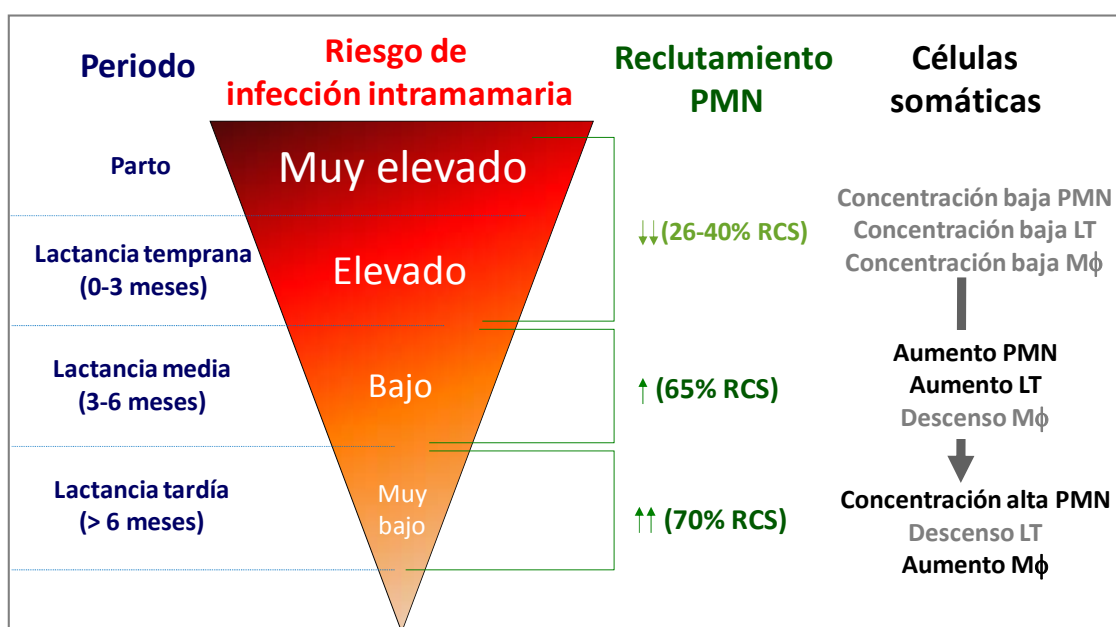 Periodo
Riesgo de
infección intramamaria
Reclutamiento
PMN
Células
somáticas
Parto
Muy elevado
Lactancia temprana
(0-3 meses)
Elevado
↓↓(26-40% RCS)
Concentración baja PMN
Concentración baja LT
Concentración baja Mϕ
Lactancia media
(3-6 meses)
Bajo
↑ (65% RCS)
Aumento PMN
Aumento LT
Descenso Mϕ
Lactancia tardía
(> 6 meses)
Muy
bajo
↑↑ (70% RCS)
Concentración alta PMN
Descenso LT
Aumento Mϕ